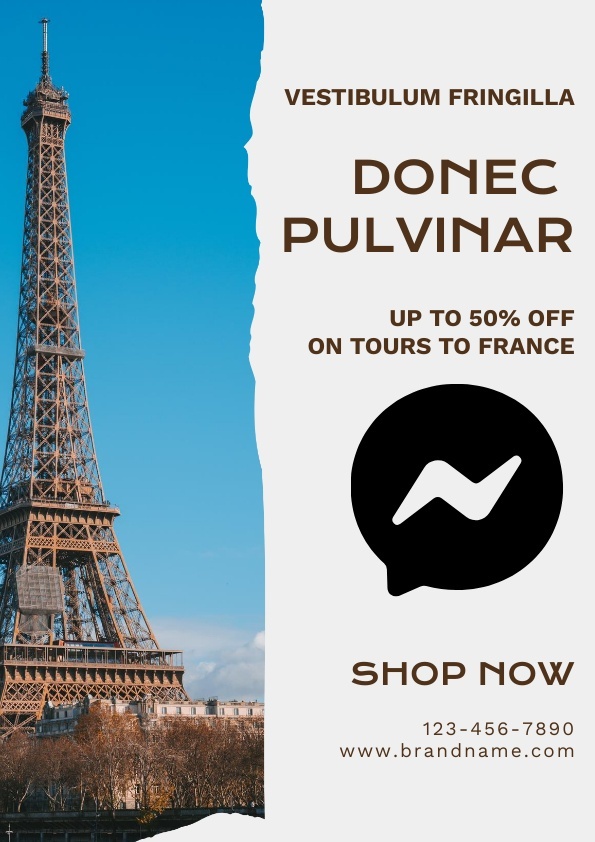 VESTIBULUM FRINGILLA
DONEC
PULVINAR
UP TO 50% OFF
ON TOURS TO FRANCE
SHOP NOW
123-456-7890
www.brandname.com